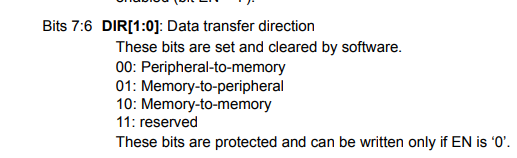 Bits 7:6 DIR[1:0]: Data transfer direction
These bits are set and cleared by software.
00: Peripheral-to-memory
01: Memory-to-peripheral
10: Memory-to-memory
11: reserved
These bits are protected and can be written only if EN is ‘0’.